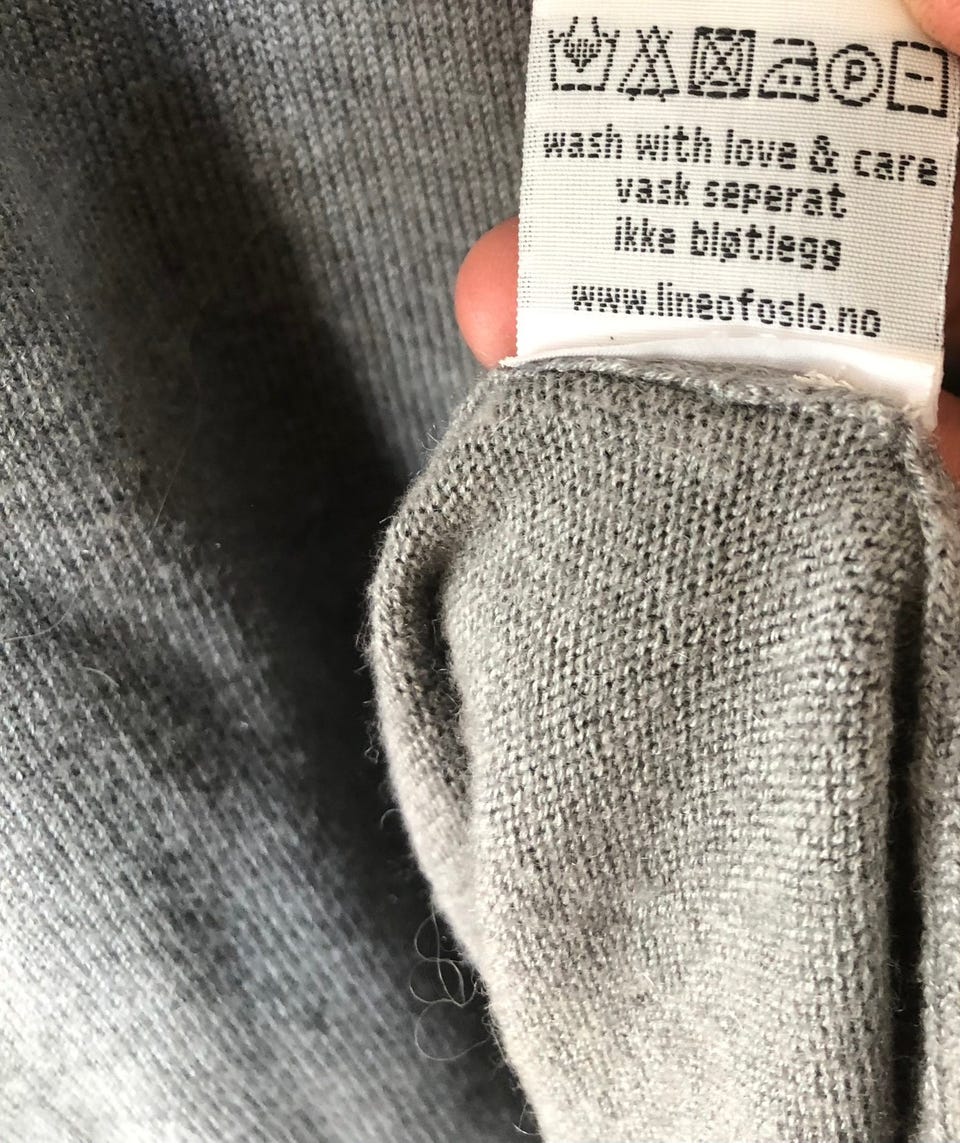 P
wash with love & care
vask seperat
ikke bløtlegg
www.lineofoslo.no